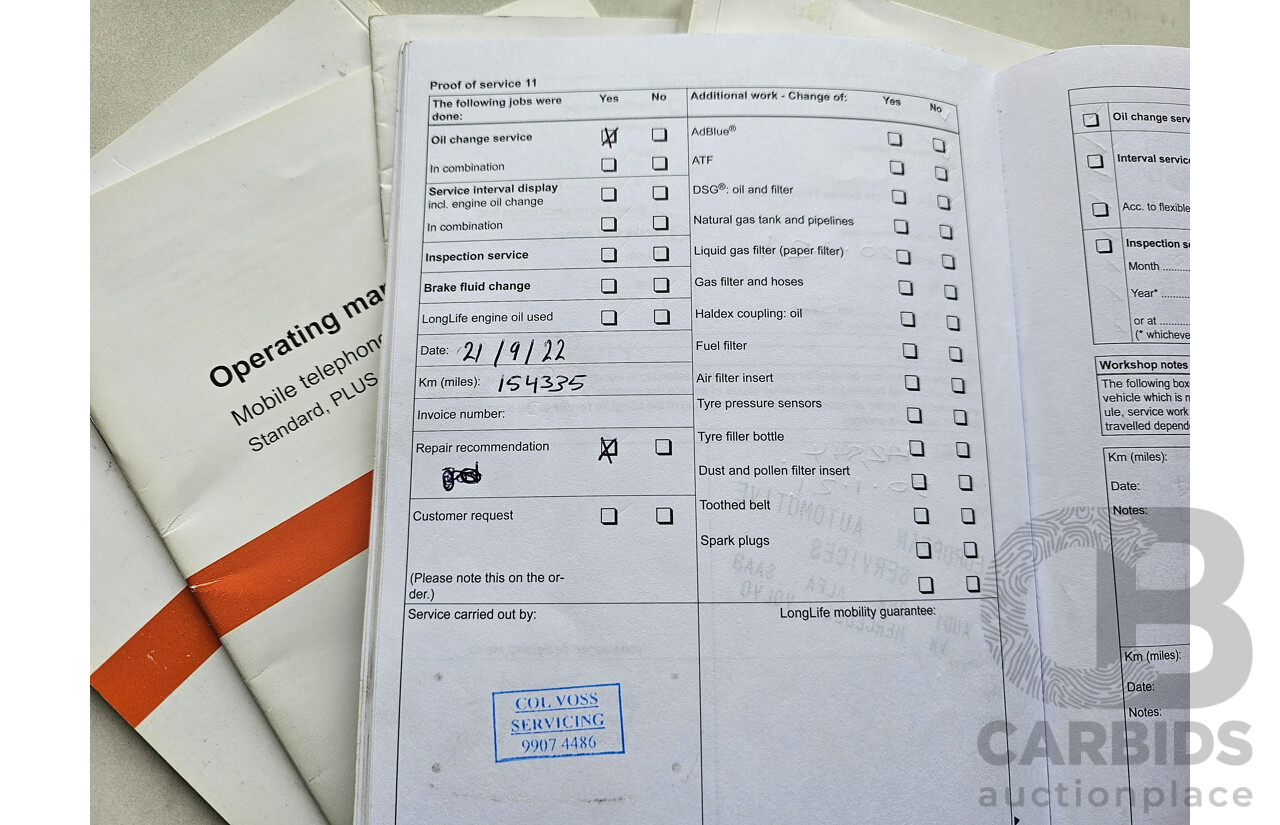 Proof of service 11
The following jobs were done: Yes No
Oil change service
In combination
Service interval display
incl. engine oil change
In combination
Inspection service
Brake fluid change
LongLife engine oil used
Date: 21/9/22
Km (miles): 154335
Invoice number:
Repair recommendation
Customer request
(Please note this on the or-
der.)
Service carried out by:
COL VOSS
SERVICING
9907 4486
Additional work - Change of: Yes No
AdBlue®
ATF
DSG®: oil and filter
Natural gas tank and pipelines
Liquid gas filter (paper filter)
Gas filter and hoses
Haldex coupling: oil
Fuel filter
Air filter insert
Tyre pressure sensors
Tyre filler bottle
Dust and pollen filter insert
Toothed belt
Spark plugs
LongLife mobility guarantee:
Oil change serv
Interval service
Acc. to flexible
Inspection se
Month ..........
Year* ..........
or at ..........
(* whicheve
Workshop notes
The following box
vehicle which is n
ule, service work
travelled depend
Km (miles):
Date:
Notes:
Km (miles):
Date:
Notes:
Operating man
Mobile telephone
Standard, PLUS
CB
CARBIDS
auctionplace